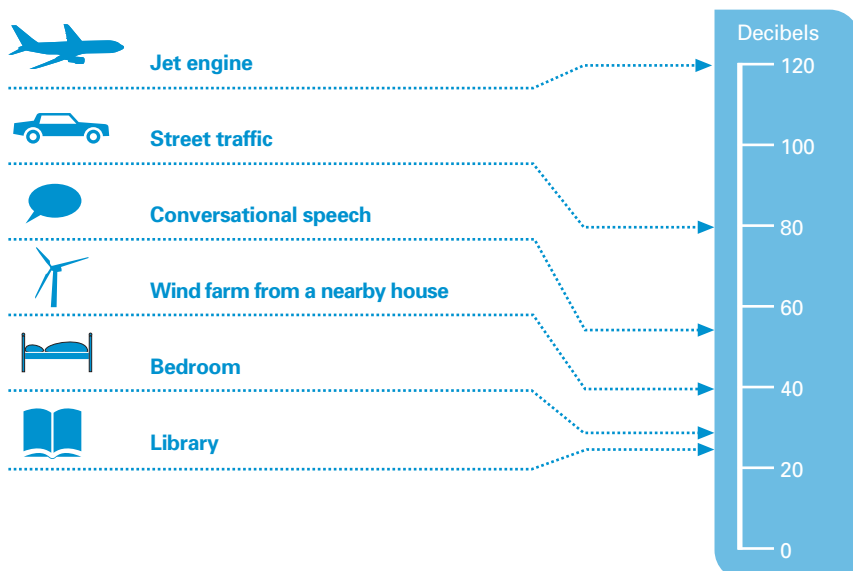 Decibels
Jet engine
120
Street traffic
100
Conversational speech
80
Wind farm from a nearby house
60
Bedroom
40
Library
20
0